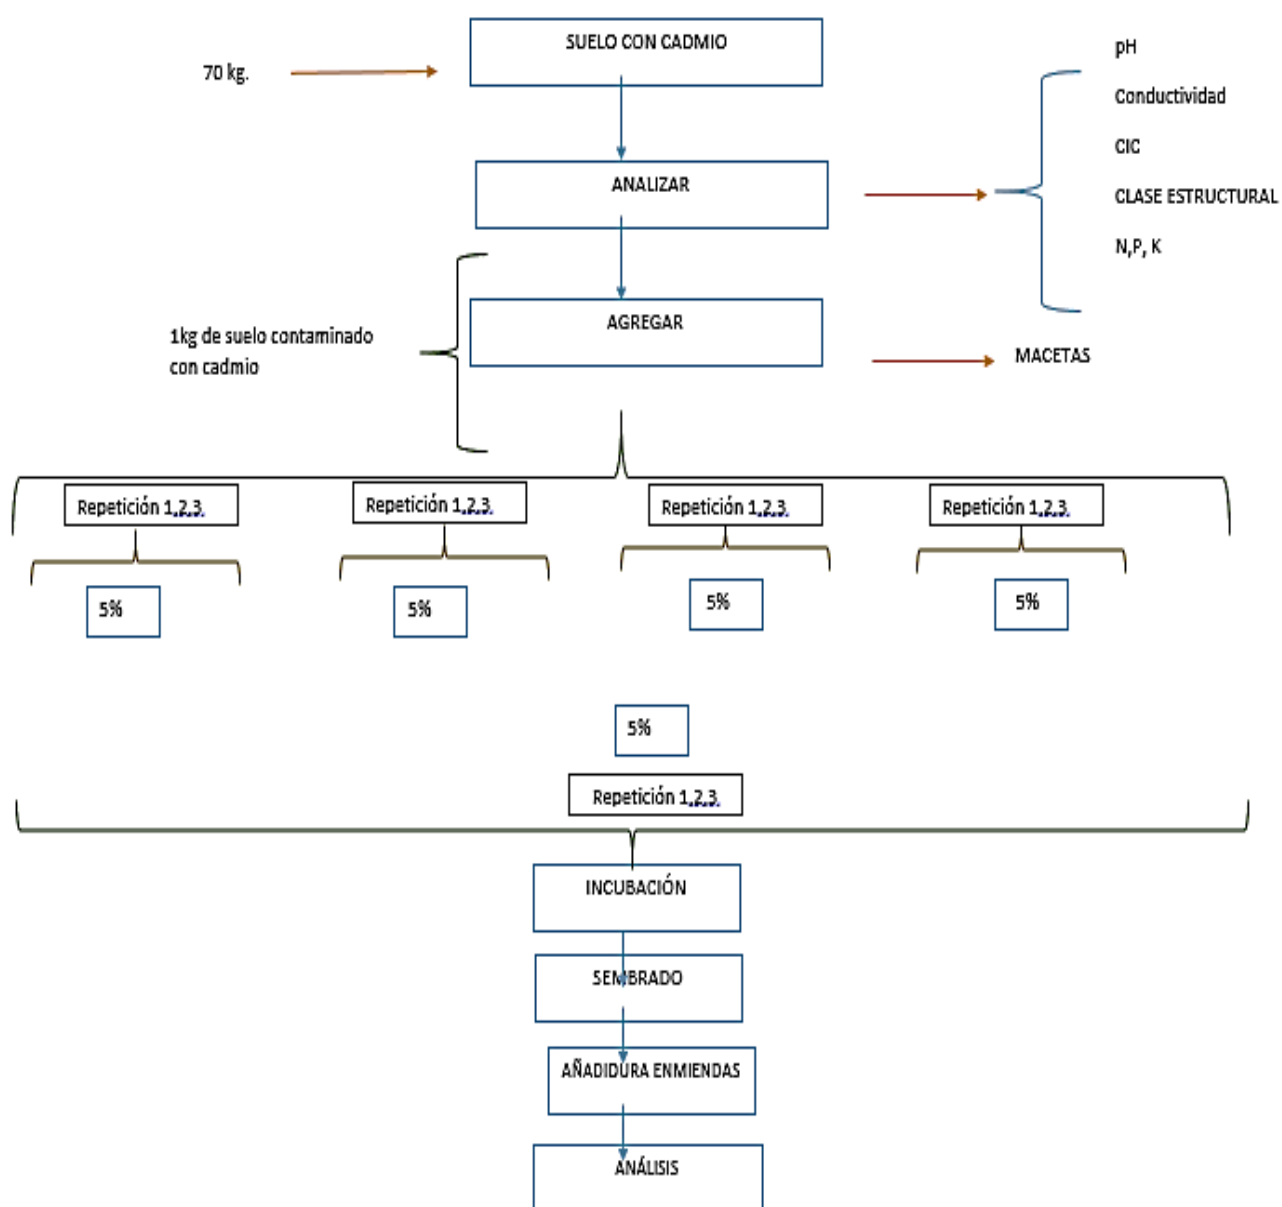 SUELO CON CADMIO
70 kg.
pH
Conductividad
CIC
CLASE ESTRUCTURAL
N,P, K
ANALIZAR
AGREGAR
1kg de suelo contaminado
con cadmio
MACETAS
Repetición 1,2,3,
Repetición 1,2,3,
Repetición 1,2,3,
Repetición 1,2,3,
5%
5%
5%
5%
5%
Repetición 1,2,3,
INCUBACIÓN
SEMBRADO
AÑADIDURA ENMIENDAS
ANÁLISIS